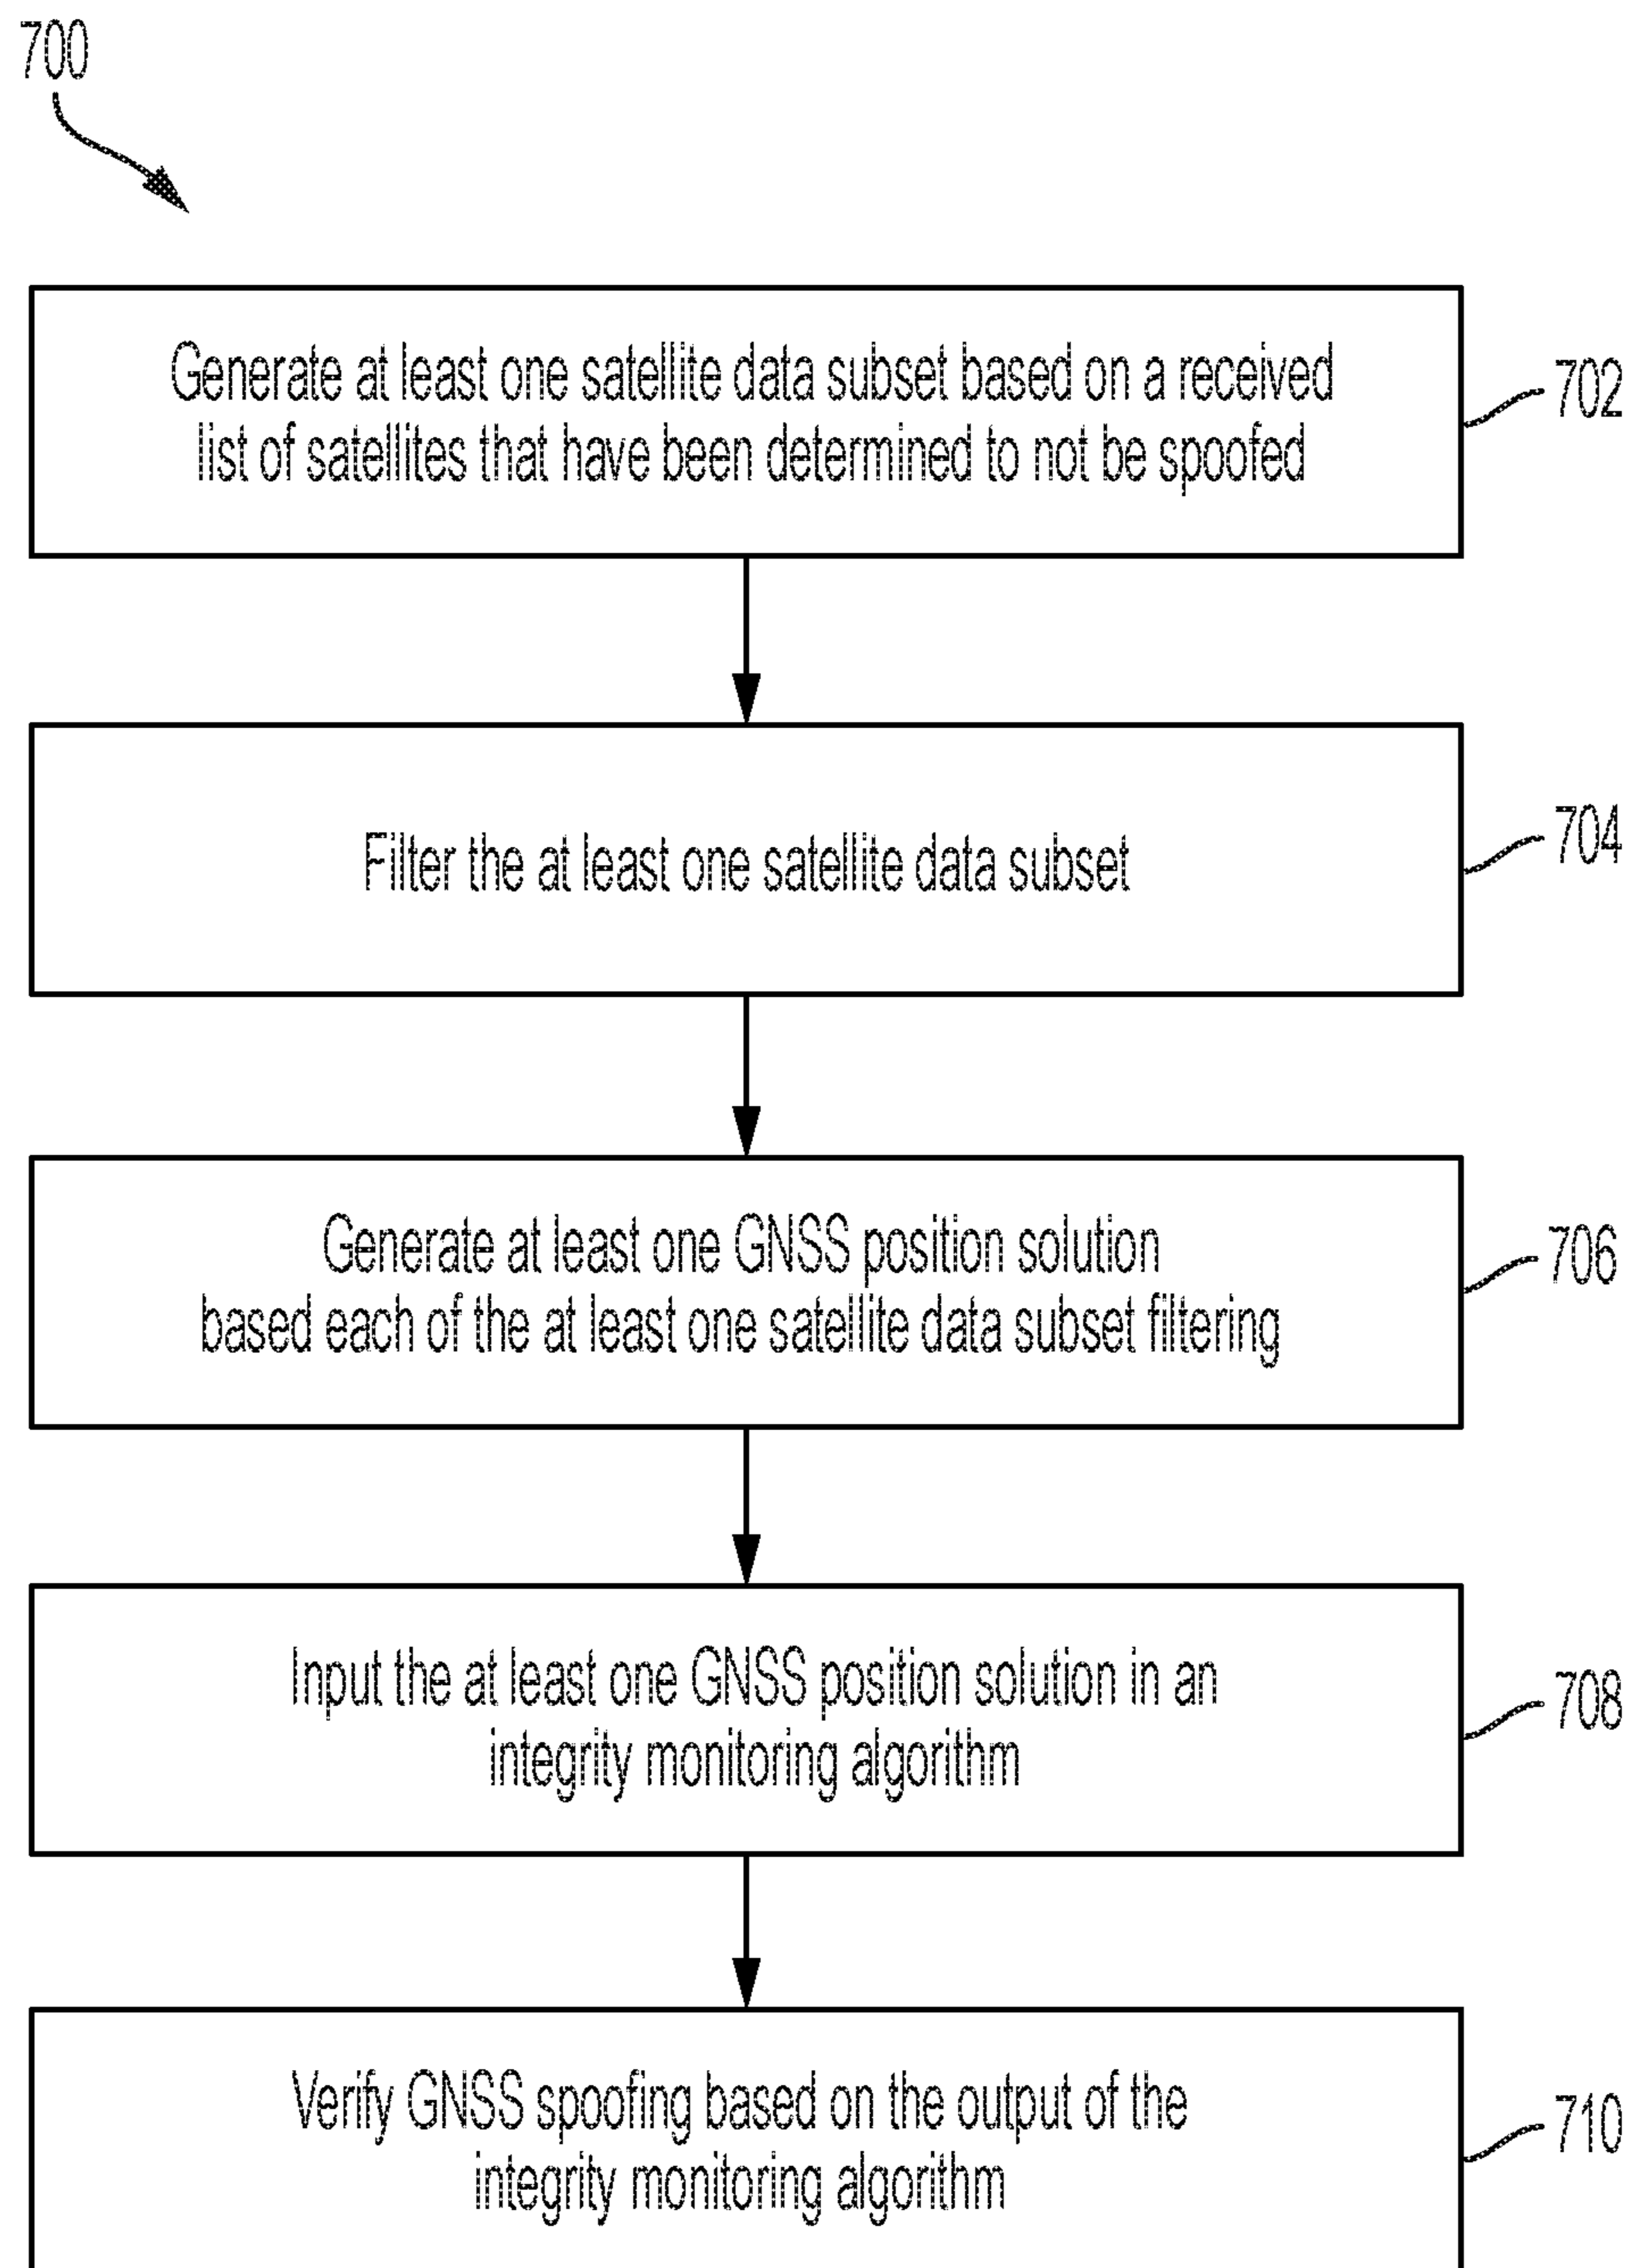 700
Generate at least one satellite data subset based on a received
list of satellites that have been determined to not be spoofed
702
Filter the at least one satellite data subset
704
Generate at least one GNSS position solution
based each of the at least one satellite data subset filtering
706
Input the at least one GNSS position solution in an
integrity monitoring algorithm
708
Verify GNSS spoofing based on the output of the
integrity monitoring algorithm
710